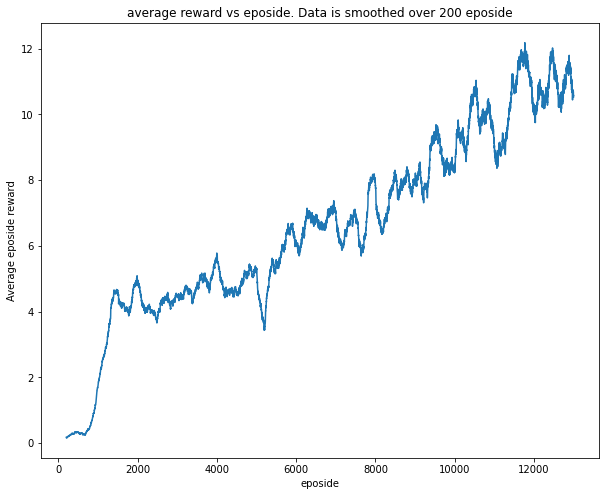 average reward vs eposide. Data is smoothed over 200 eposide
Average eposide reward
12
10
8
6
4
2
0
0 2000 4000 6000 8000 10000 12000
eposide